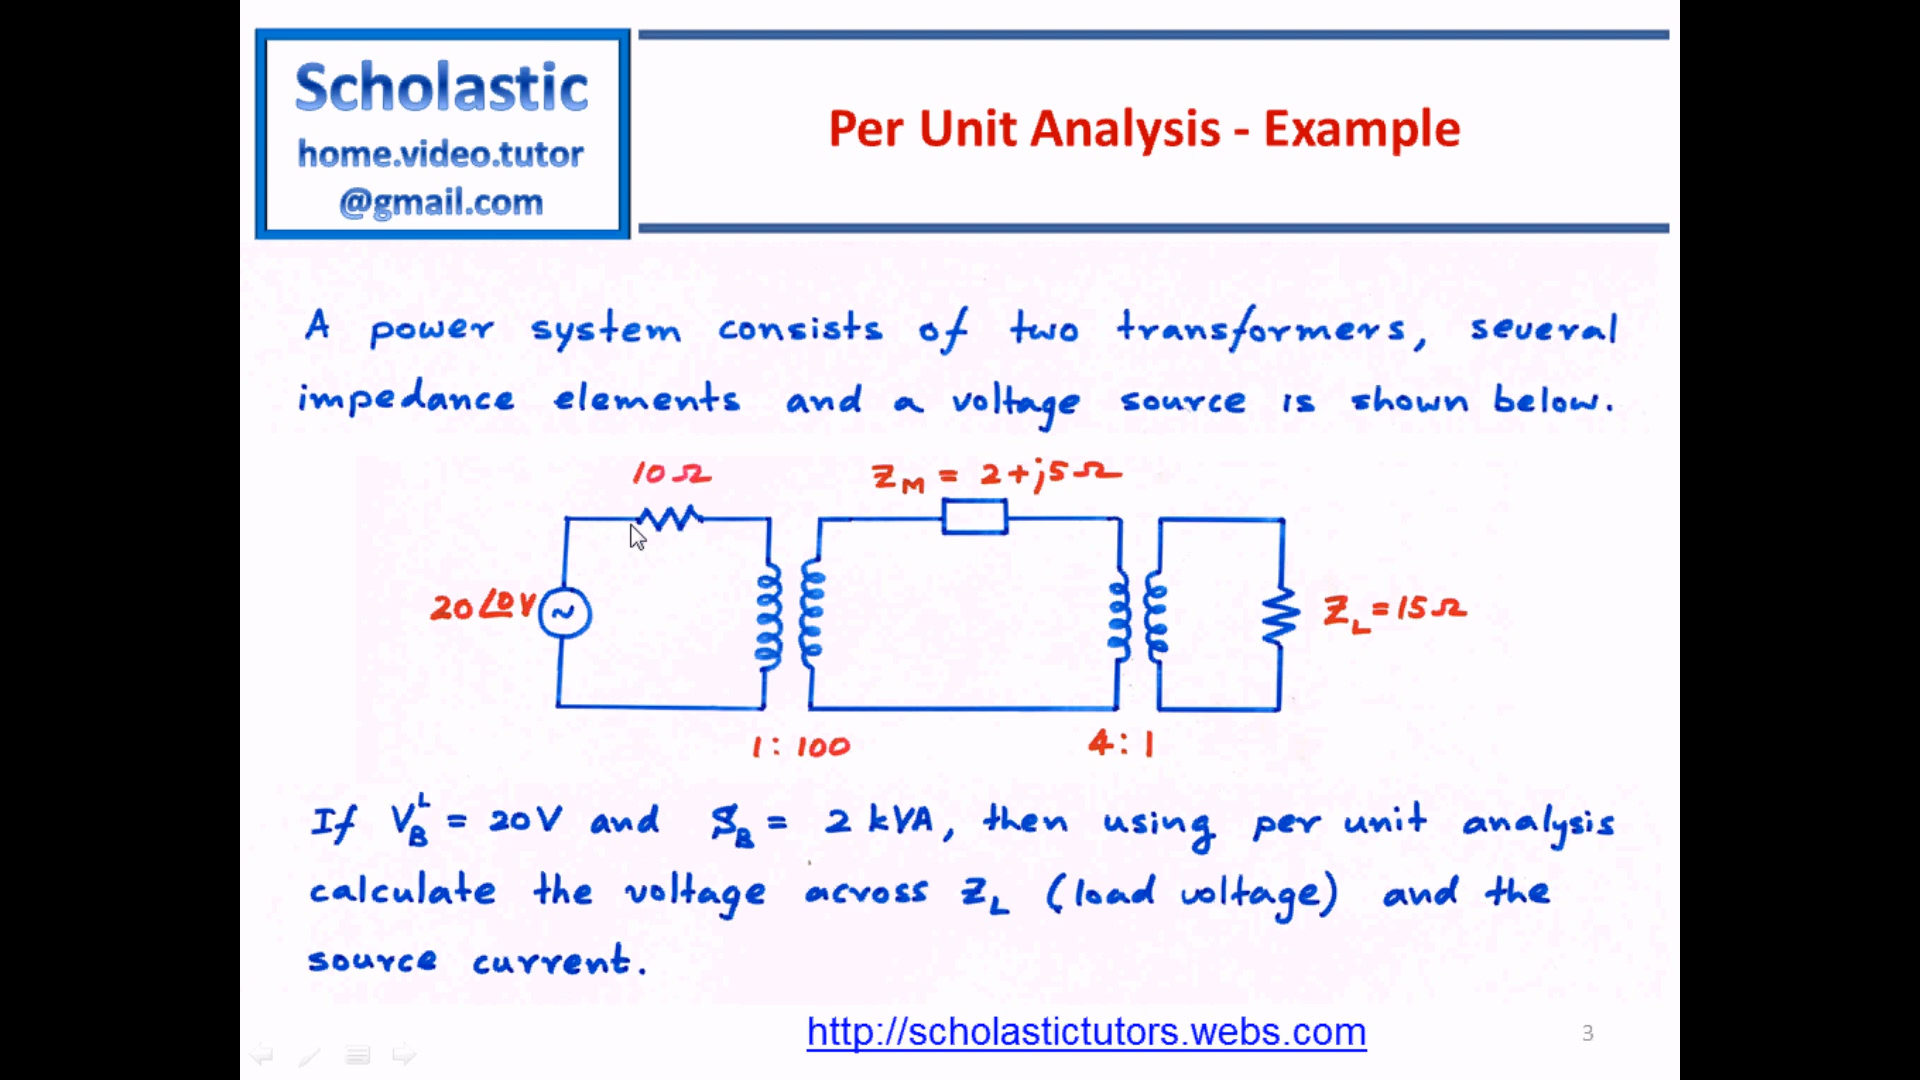 Scholastic
home.video.tutor
@gmail.com
Per Unit Analysis - Example
A power system consists of two transformers, several
impedance elements and a voltage source is shown below.
10Ω
Z_M = 2+j5Ω
20∠0V
~
Z_L = 15Ω
1 : 100
4 : 1
If V_B^L = 20V and S_B = 2 kVA, then using per unit analysis
calculate the voltage across Z_L (load voltage) and the
source current.
http://scholastictutors.webs.com
3